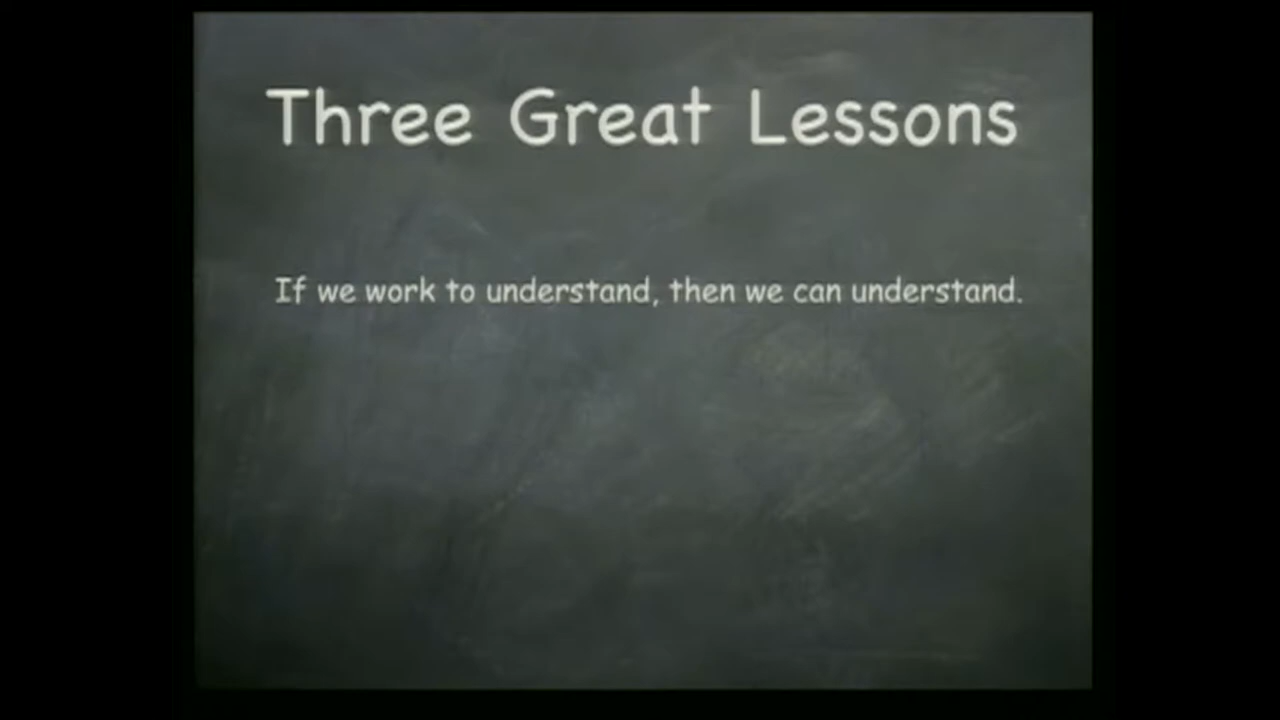 Three Great Lessons
If we work to understand, then we can understand.